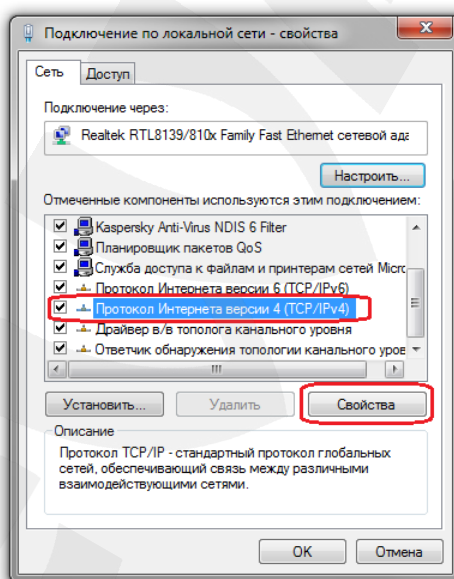 Подключение по локальной сети - свойства
Сеть Доступ
Подключение через:
Realtek RTL8139/810x Family Fast Ethernet сетевой ада
Настроить...
Отмеченные компоненты используются этим подключением:
Kaspersky Anti-Virus NDIS 6 Filter
Планировщик пакетов QoS
Служба доступа к файлам и принтерам сетей Micro
Протокол Интернета версии 6 (TCP/IPv6)
Протокол Интернета версии 4 (TCP/IPv4)
Драйвер в/в тополога канального уровня
Ответчик обнаружения топологии канального уров
Установить... Удалить Свойства
Описание
Протокол TCP/IP - стандартный протокол глобальных
сетей, обеспечивающий связь между различными
взаимодействующими сетями.
OK Отмена